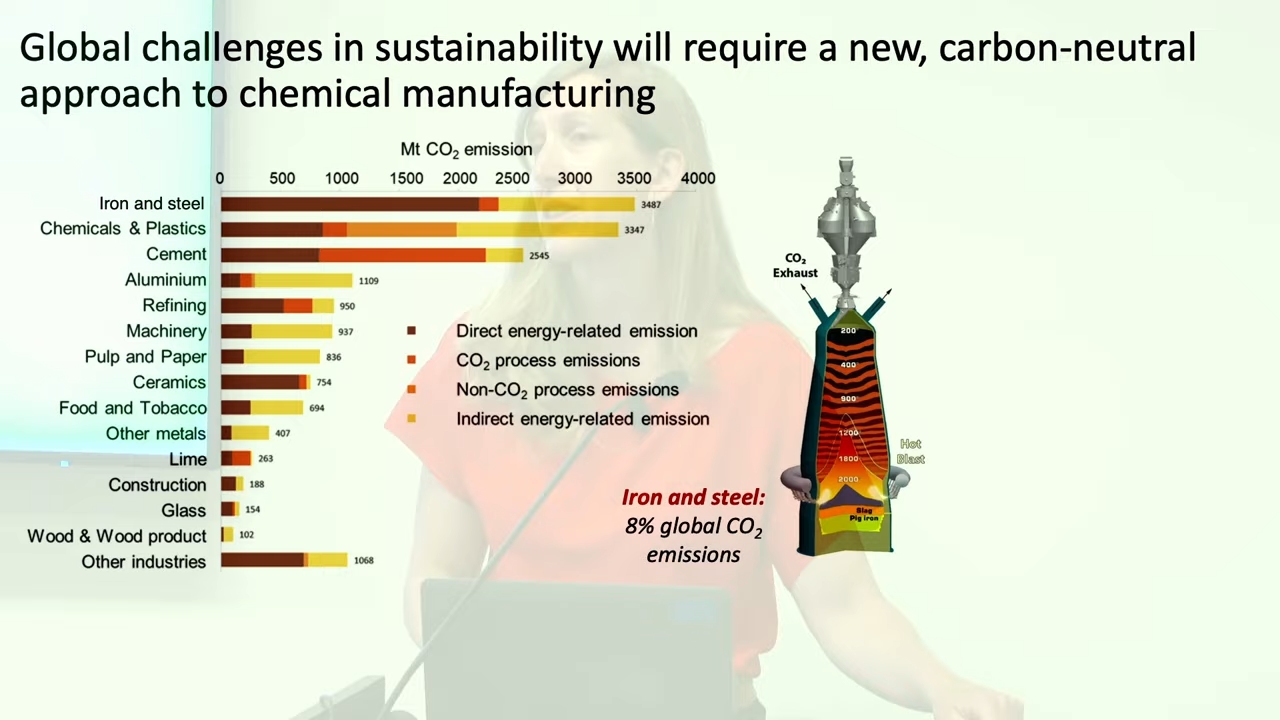 Global challenges in sustainability will require a new, carbon-neutral
approach to chemical manufacturing
Mt CO₂ emission
0 500 1000 1500 2000 2500 3000 3500 4000
Iron and steel 3487
Chemicals & Plastics 3347
Cement 2545
Aluminium 1109
Refining 950
Machinery 937
Pulp and Paper 836
Ceramics 754
Food and Tobacco 694
Other metals 407
Lime 263
Construction 188
Glass 154
Wood & Wood product 102
Other industries 1068
Direct energy-related emission
CO₂ process emissions
Non-CO₂ process emissions
Indirect energy-related emission
Iron and steel:
8% global CO₂
emissions
CO₂
Exhaust
200
400
900
1200
1800
2000
Hot
Blast
Slag
Pig iron